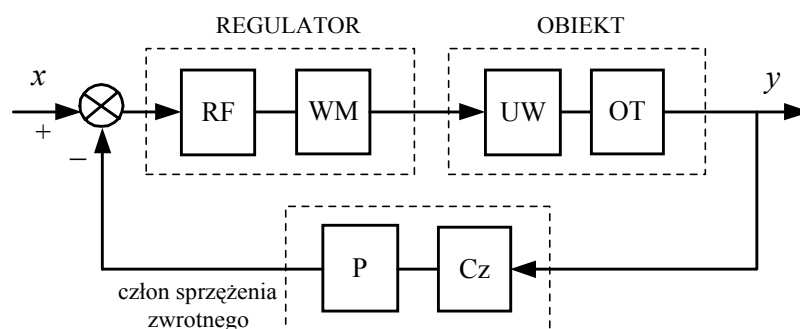 REGULATOR
OBIEKT
x
y
+
−
RF
WM
UW
OT
P
Cz
człon sprzężenia
zwrotnego